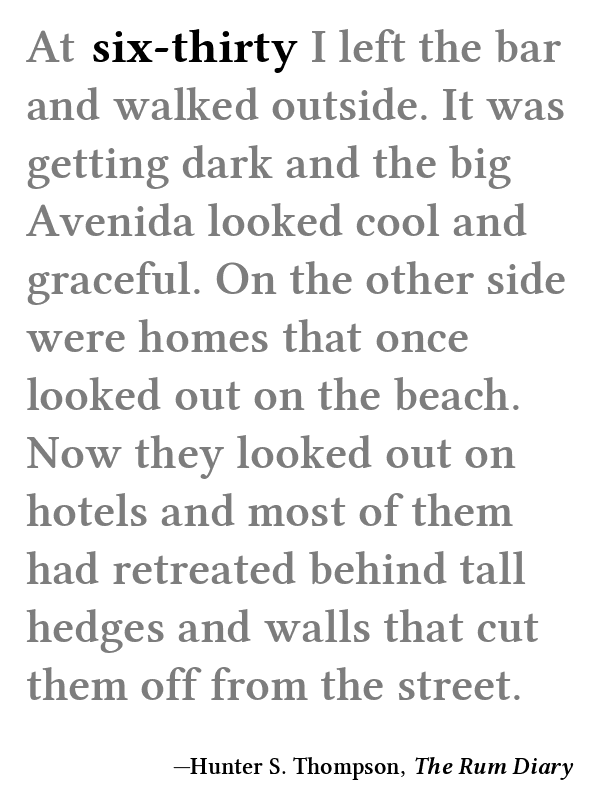 At six-thirty I left the bar
and walked outside. It was
getting dark and the big
Avenida looked cool and
graceful. On the other side
were homes that once
looked out on the beach.
Now they looked out on
hotels and most of them
had retreated behind tall
hedges and walls that cut
them off from the street.
—Hunter S. Thompson, The Rum Diary